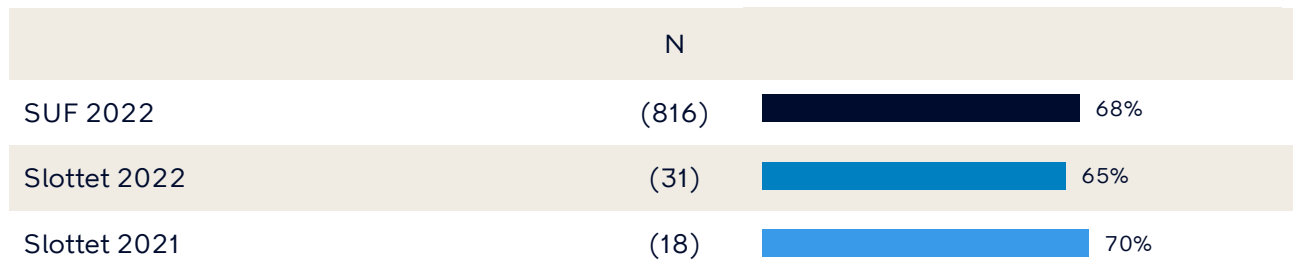 N
SUF 2022 (816) 68%
Slottet 2022 (31) 65%
Slottet 2021 (18) 70%